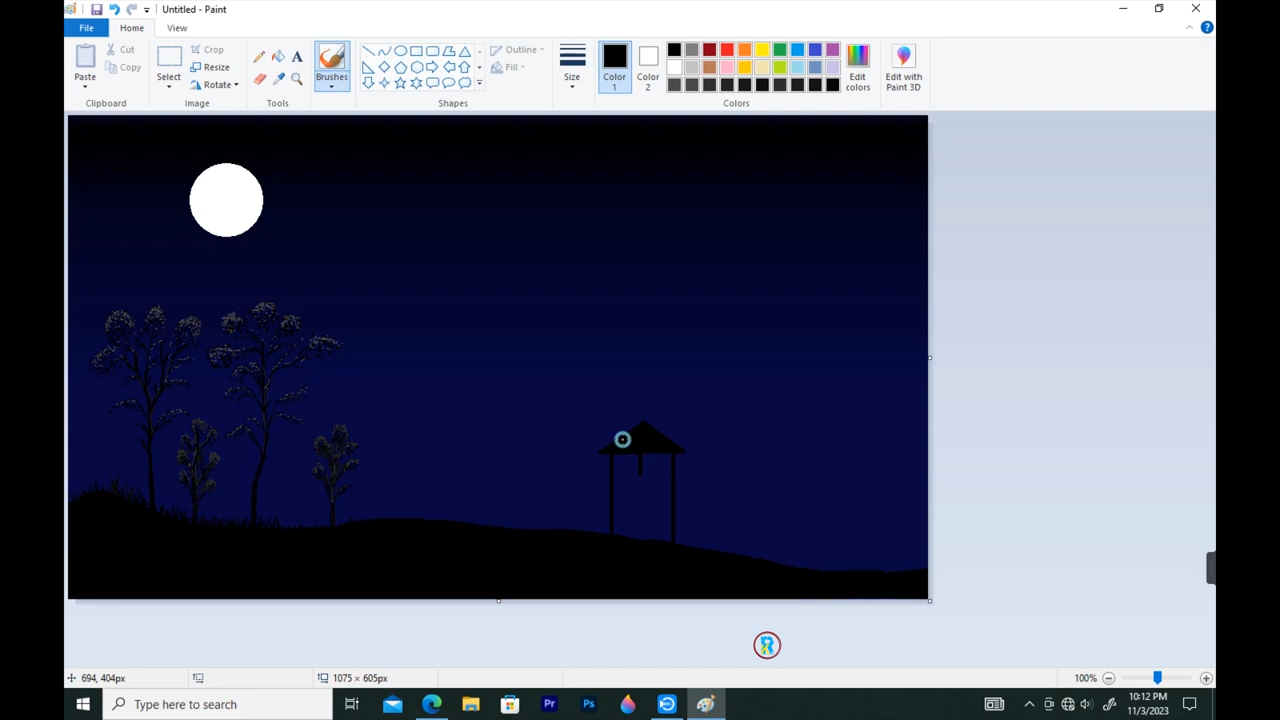 Untitled - Paint
File
Home
View
Paste
Cut
Copy
Clipboard
Select
Crop
Resize
Rotate
Image
Tools
Brushes
Shapes
Outline
Fill
Size
Color
1
Color
2
Edit
colors
Colors
Edit with
Paint 3D
R
694, 404px
1075 × 605px
100%
Type here to search
Pr
Ps
10:12 PM
11/3/2023